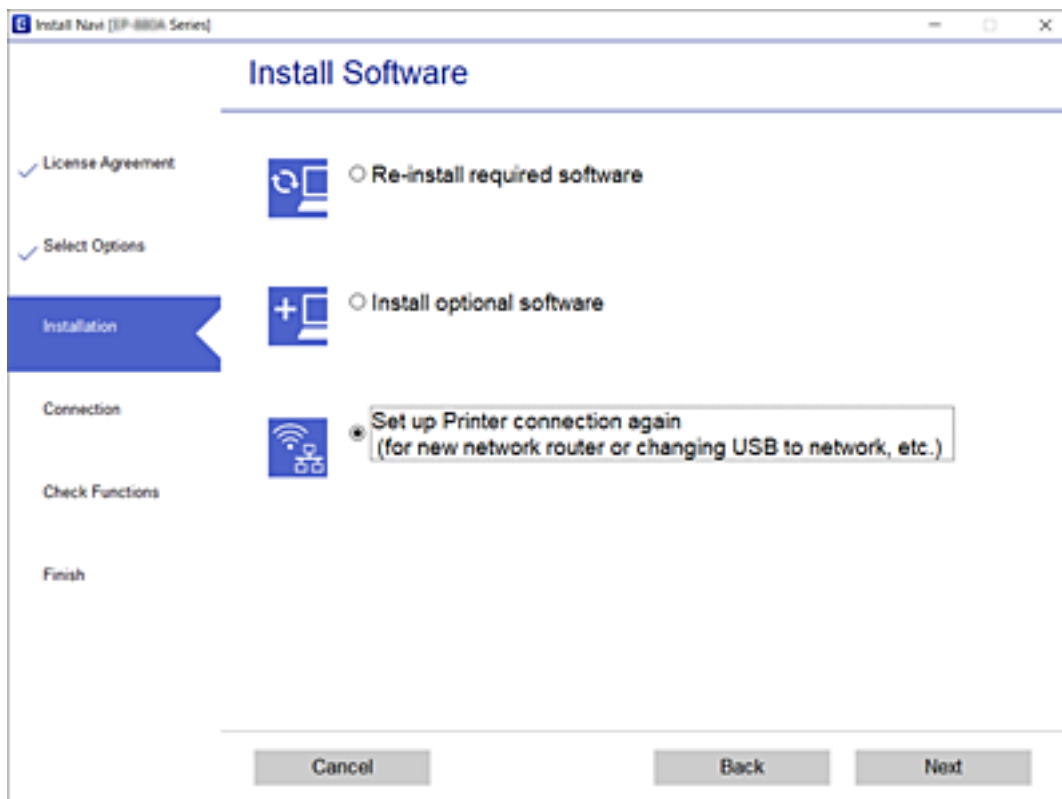 Install Navi [EP-880A Series]
Install Software
License Agreement
Select Options
Installation
Connection
Check Functions
Finish
Re-install required software
Install optional software
Set up Printer connection again
(for new network router or changing USB to network, etc.)
Cancel
Back
Next